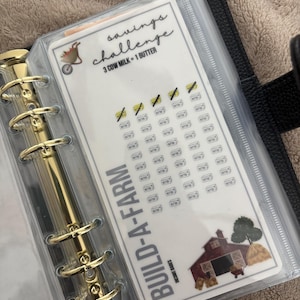 savings
challenge
3 COW MILK = 1 BUTTER
BUILD-A-FARM